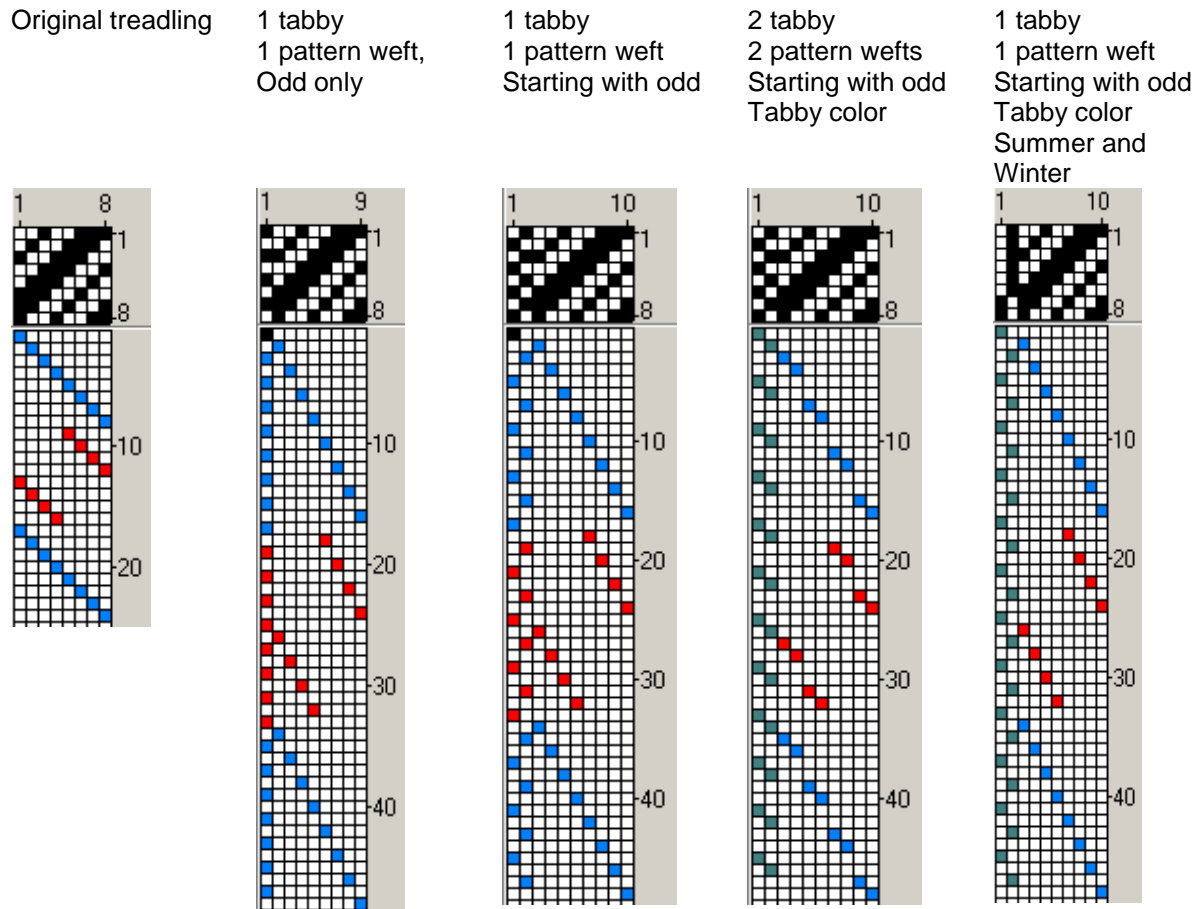 Original treadling
1 tabby
1 pattern weft,
Odd only
1 tabby
1 pattern weft
Starting with odd
2 tabby
2 pattern wefts
Starting with odd
Tabby color
1 tabby
1 pattern weft
Starting with odd
Tabby color
Summer and
Winter
1 8
1
8
10
20
1 9
1
8
10
20
30
40
1 10
1
8
10
20
30
40
1 10
1
8
10
20
30
40
1 10
1
8
10
20
30
40